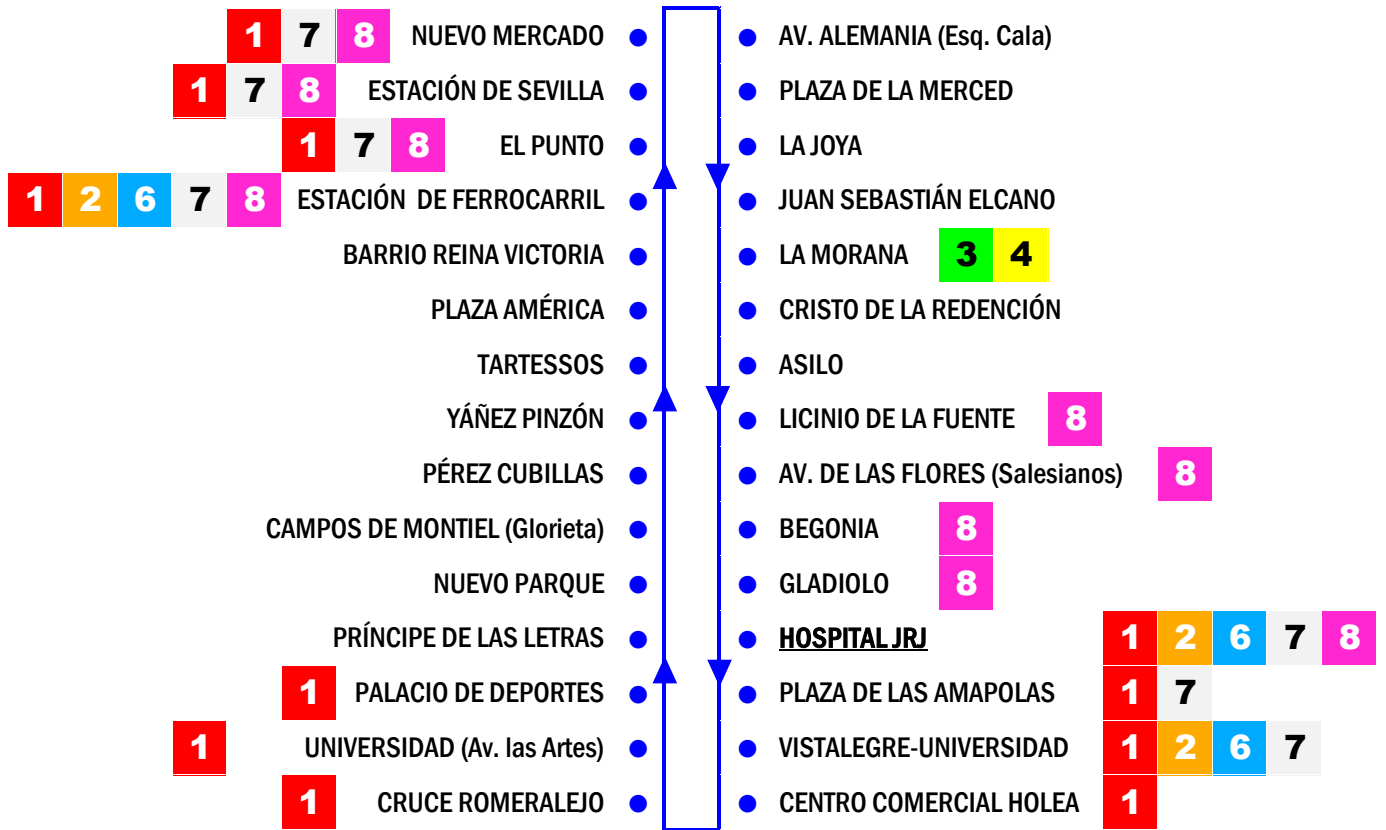 1 7 8 NUEVO MERCADO AV. ALEMANIA (Esq. Cala)
1 7 8 ESTACIÓN DE SEVILLA PLAZA DE LA MERCED
1 7 8 EL PUNTO LA JOYA
1 2 6 7 8 ESTACIÓN DE FERROCARRIL JUAN SEBASTIÁN ELCANO
BARRIO REINA VICTORIA LA MORANA 3 4
PLAZA AMÉRICA CRISTO DE LA REDENCIÓN
TARTESSOS ASILO
YÁÑEZ PINZÓN LICINIO DE LA FUENTE 8
PÉREZ CUBILLAS AV. DE LAS FLORES (Salesianos) 8
CAMPOS DE MONTIEL (Glorieta) BEGONIA 8
NUEVO PARQUE GLADIOLO 8
PRÍNCIPE DE LAS LETRAS HOSPITAL JRJ 1 2 6 7 8
1 PALACIO DE DEPORTES PLAZA DE LAS AMAPOLAS 1 7
1 UNIVERSIDAD (Av. las Artes) VISTALEGRE-UNIVERSIDAD 1 2 6 7
1 CRUCE ROMERALEJO CENTRO COMERCIAL HOLEA 1